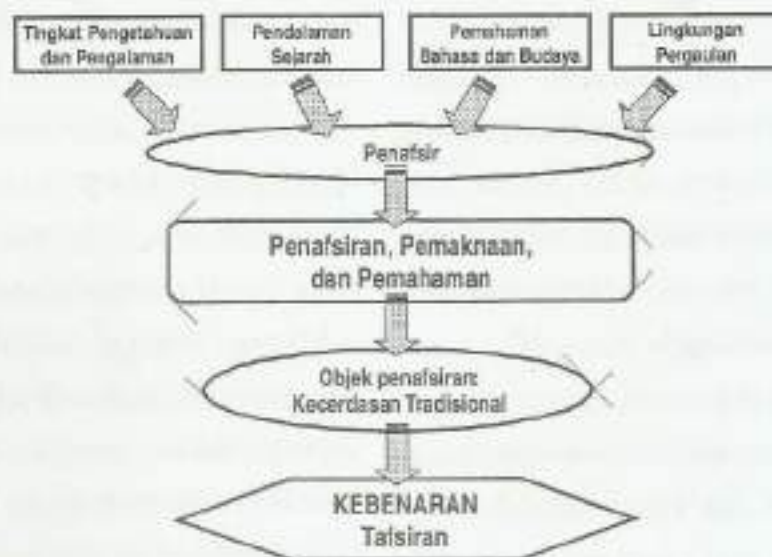 Tingkat Pengetahuan
dan Pengalaman
Pendalaman
Sejarah
Pemahaman
Bahasa dan Budaya
Lingkungan
Pergaulan
Penafsir
Penafsiran, Pemaknaan,
dan Pemahaman
Objek penafsiran:
Kecerdasan Tradisional
KEBENARAN
Tafsiran